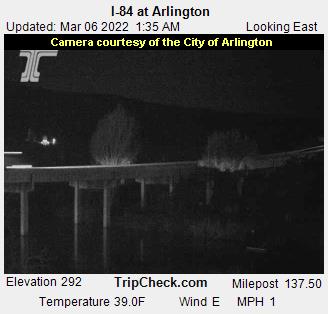 I-84 at Arlington
Updated: Mar 06 2022 1:35 AM Looking East
Camera courtesy of the City of Arlington
Elevation 292 TripCheck.com Milepost 137.50
Temperature 39.0F Wind E MPH 1